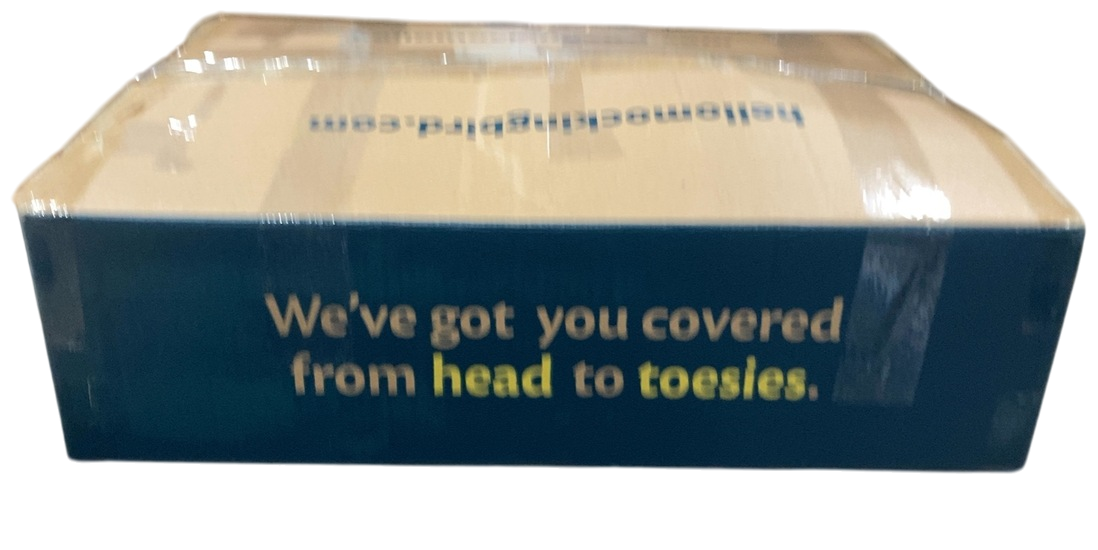 hellomockingbird.com
We've got you covered
from head to toesies.